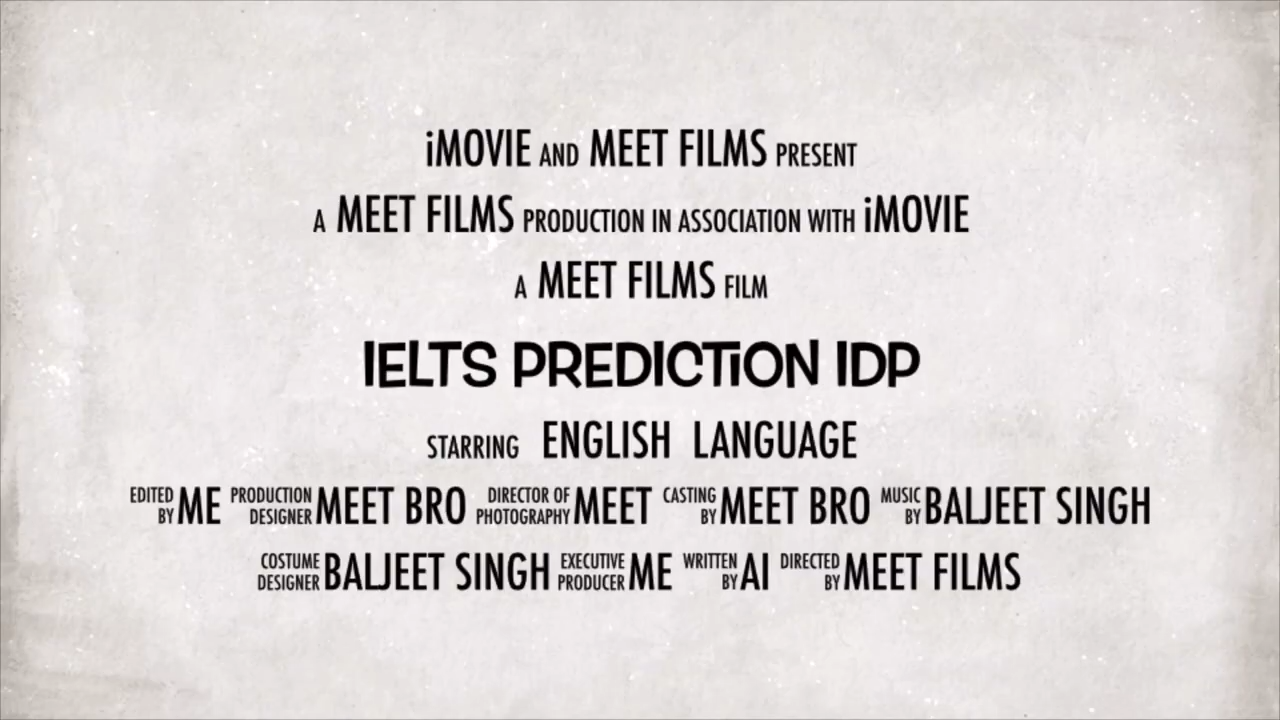 iMOVIE AND MEET FILMS PRESENT
A MEET FILMS PRODUCTION IN ASSOCIATION WITH iMOVIE
A MEET FILMS FILM
IELTS PREDICTiON IDP
STARRING ENGLISH LANGUAGE
EDITED BY ME PRODUCTION DESIGNER MEET BRO DIRECTOR OF PHOTOGRAPHY MEET CASTING BY MEET BRO MUSIC BY BALJEET SINGH
COSTUME DESIGNER BALJEET SINGH EXECUTIVE PRODUCER ME WRITTEN BY AI DIRECTED BY MEET FILMS